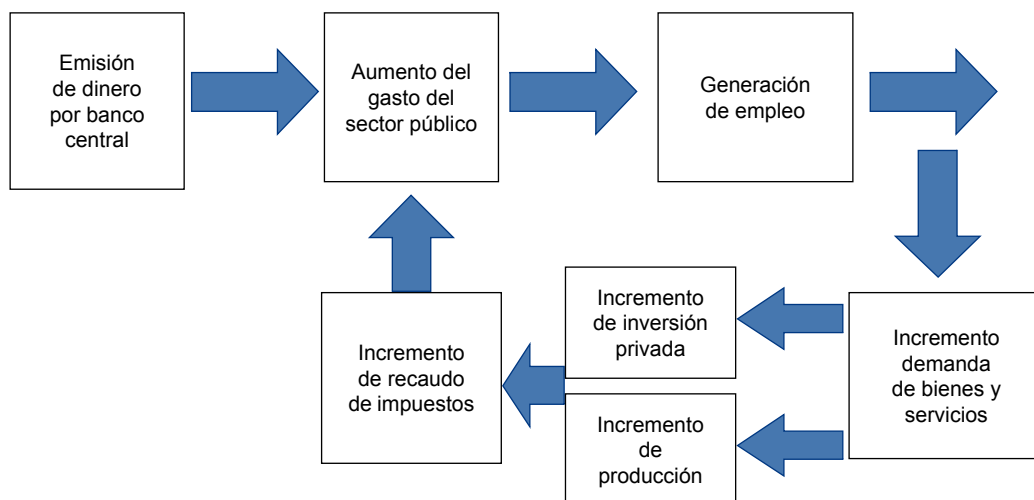 Emisión
de dinero
por banco
central
Aumento del
gasto del
sector público
Generación
de empleo
Incremento
demanda
de bienes y
servicios
Incremento
de inversión
privada
Incremento
de
producción
Incremento
de recaudo
de impuestos